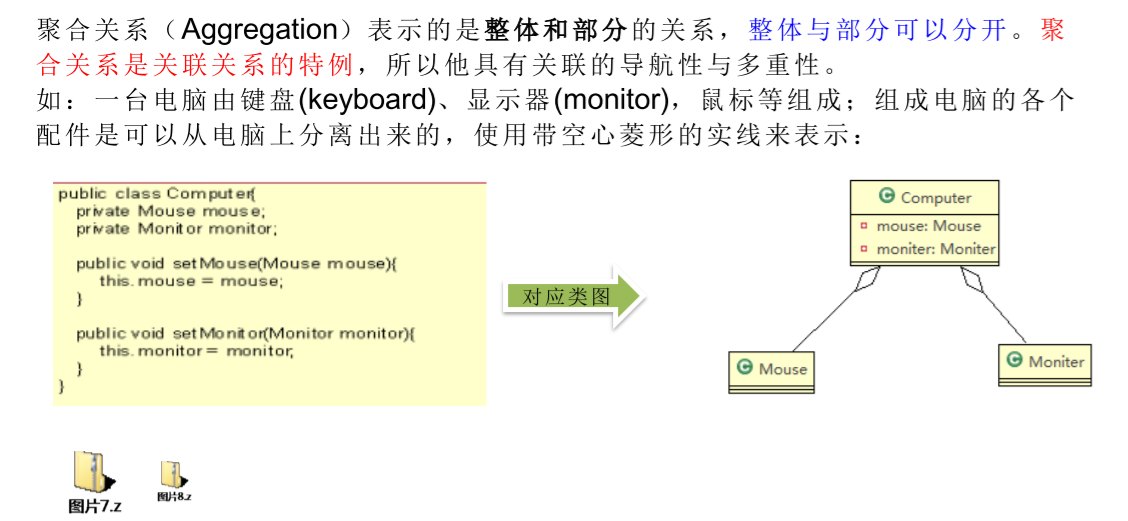 聚合关系（Aggregation）表示的是整体和部分的关系，整体与部分可以分开。聚
合关系是关联关系的特例，所以他具有关联的导航性与多重性。
如：一台电脑由键盘(keyboard)、显示器(monitor)，鼠标等组成；组成电脑的各个
配件是可以从电脑上分离出来的，使用带空心菱形的实线来表示：
public class Computer{
private Mouse mouse;
private Monitor monitor;
public void setMouse(Mouse mouse){
this.mouse = mouse;
}
public void setMonitor(Monitor monitor){
this.monitor = monitor;
}
}
对应类图
C Computer
mouse: Mouse
moniter: Moniter
C Mouse
C Moniter
图片7.z
图片8.z